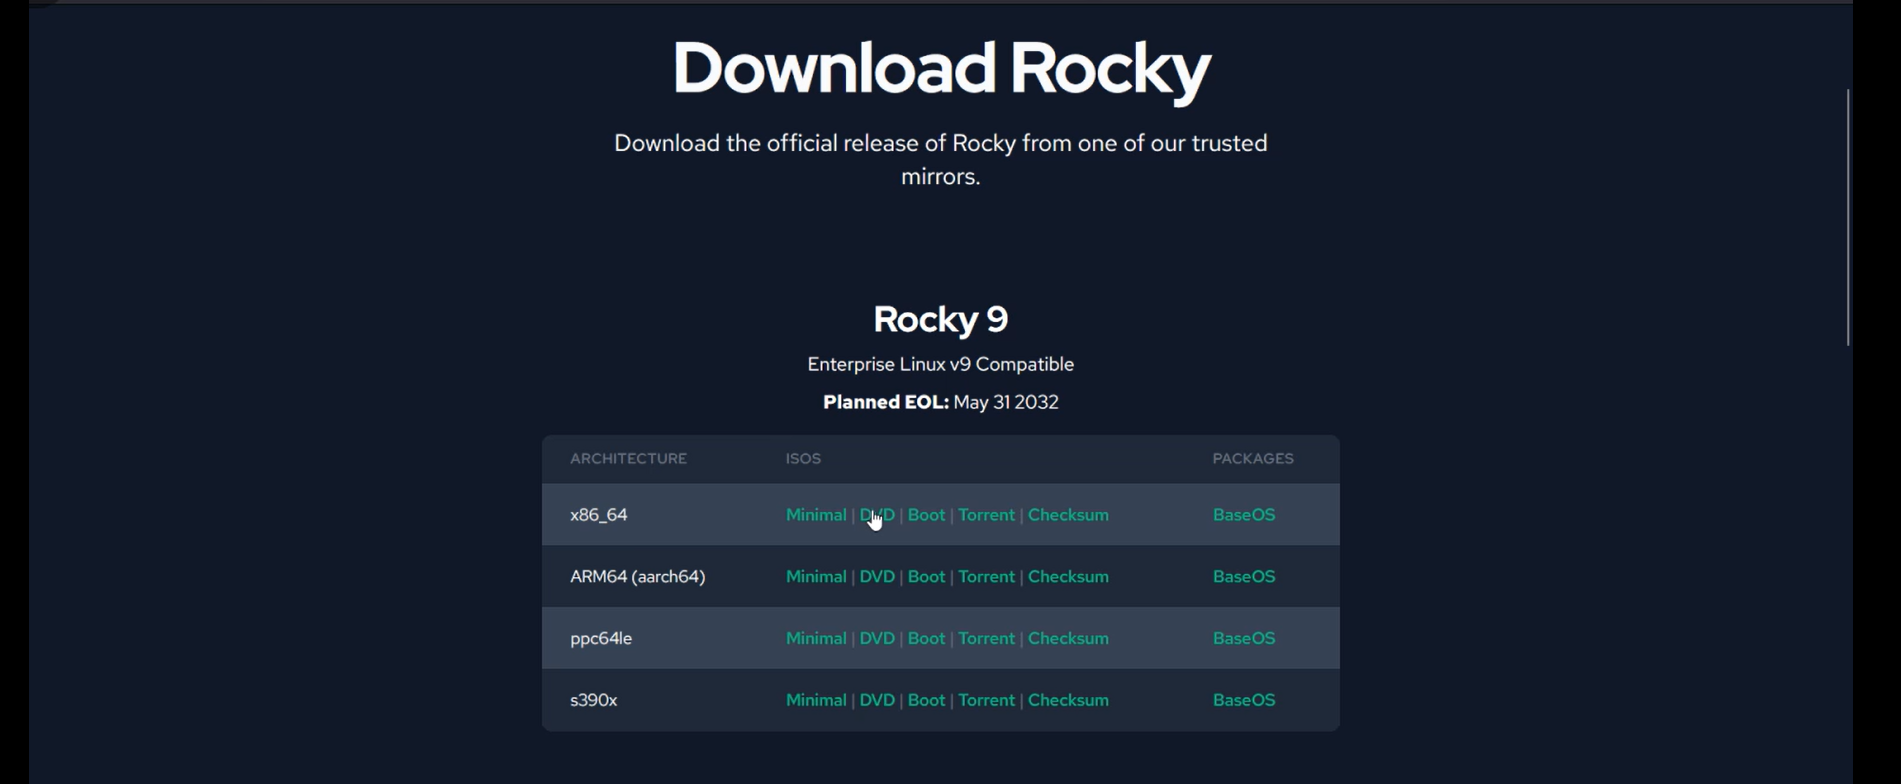 Download Rocky
Download the official release of Rocky from one of our trusted
mirrors.
Rocky 9
Enterprise Linux v9 Compatible
Planned EOL: May 31 2032
ARCHITECTURE ISOS PACKAGES
x86_64 Minimal | DVD | Boot | Torrent | Checksum BaseOS
ARM64 (aarch64) Minimal | DVD | Boot | Torrent | Checksum BaseOS
ppc64le Minimal | DVD | Boot | Torrent | Checksum BaseOS
s390x Minimal | DVD | Boot | Torrent | Checksum BaseOS